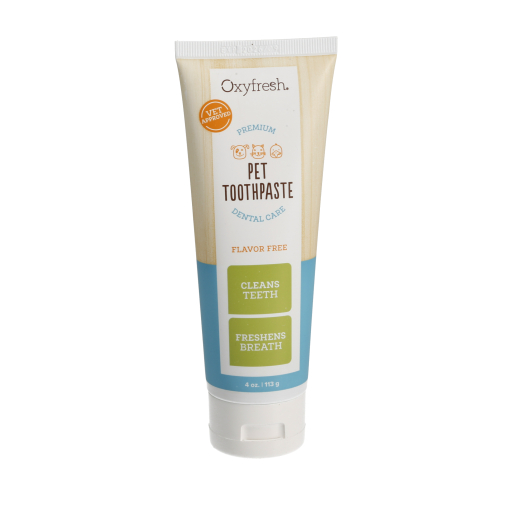 Oxyfresh.
VET
APPROVED
PREMIUM
PET
TOOTHPASTE
DENTAL CARE
FLAVOR FREE
CLEANS
TEETH
FRESHENS
BREATH
4 oz. | 113 g